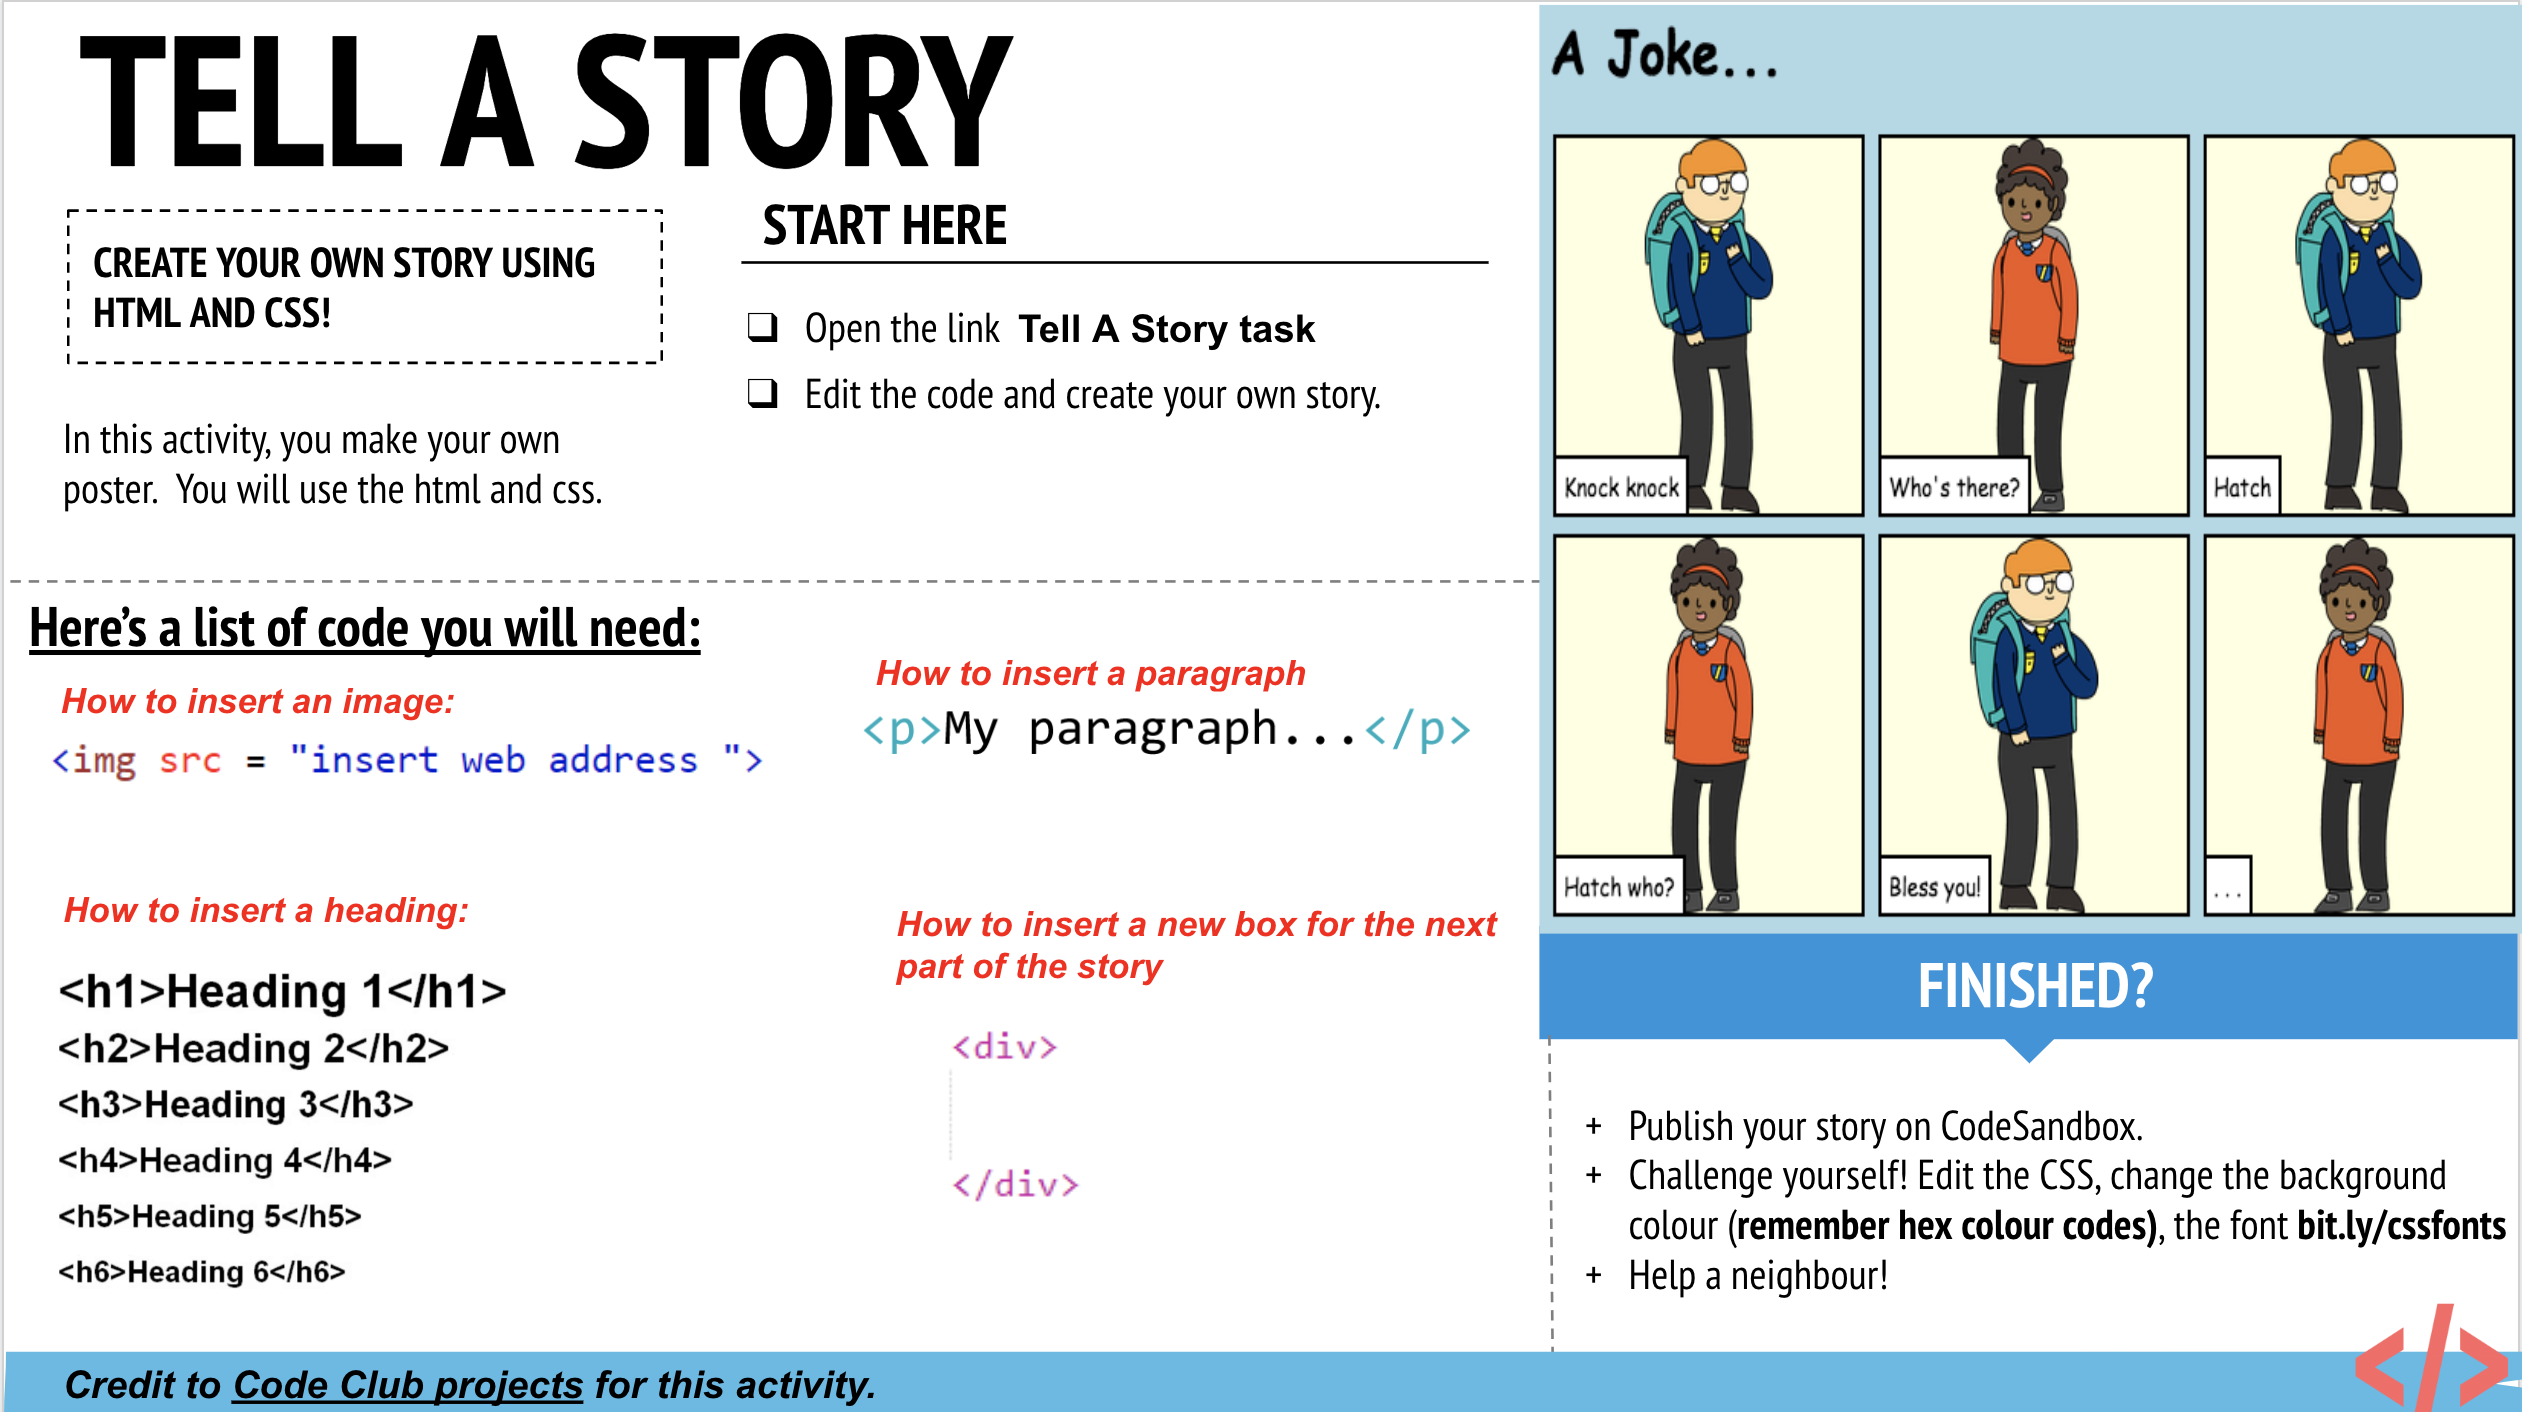 TELL A STORY
CREATE YOUR OWN STORY USING
HTML AND CSS!
In this activity, you make your own
poster.  You will use the html and css.
START HERE
❑ Open the link  Tell A Story task
❑ Edit the code and create your own story.
Here’s a list of code you will need:
How to insert an image:
<img src = "insert web address ">
How to insert a paragraph
<p>My paragraph...</p>
How to insert a heading:
<h1>Heading 1</h1>
<h2>Heading 2</h2>
<h3>Heading 3</h3>
<h4>Heading 4</h4>
<h5>Heading 5</h5>
<h6>Heading 6</h6>
How to insert a new box for the next
part of the story
<div>
</div>
A Joke...
Knock knock
Who's there?
Hatch
Hatch who?
Bless you!
...
FINISHED?
+ Publish your story on CodeSandbox.
+ Challenge yourself! Edit the CSS, change the background
colour (remember hex colour codes), the font bit.ly/cssfonts
+ Help a neighbour!
Credit to Code Club projects for this activity.
</>